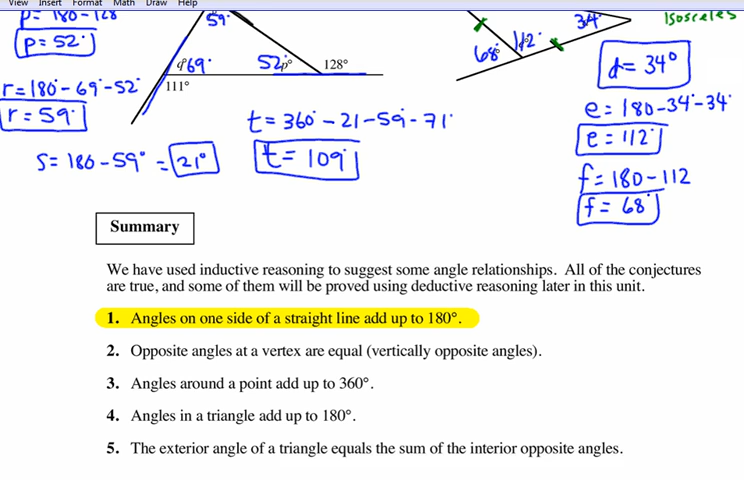 View Insert Format Math Draw Help
p = 180 - 128
p = 52°
r = 180° - 69° - 52°
r = 59°
s = 180 - 59° = 21°
59°
69°
111°
52° p°
128°
t = 360° - 21 - 59° - 71°
t = 109°
68°
112°
34°
Isosceles
d = 34°
e = 180 - 34° - 34°
e = 112°
f = 180 - 112
f = 68°
Summary
We have used inductive reasoning to suggest some angle relationships. All of the conjectures
are true, and some of them will be proved using deductive reasoning later in this unit.
1. Angles on one side of a straight line add up to 180°.
2. Opposite angles at a vertex are equal (vertically opposite angles).
3. Angles around a point add up to 360°.
4. Angles in a triangle add up to 180°.
5. The exterior angle of a triangle equals the sum of the interior opposite angles.